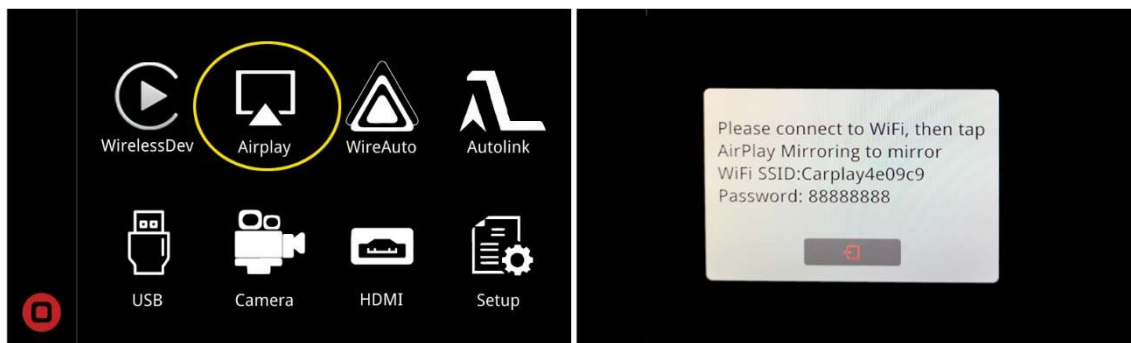 WirelessDev
Airplay
WireAuto
Autolink
USB
Camera
HDMI
Setup
Please connect to WiFi, then tap
AirPlay Mirroring to mirror
WiFi SSID:Carplay4e09c9
Password: 88888888